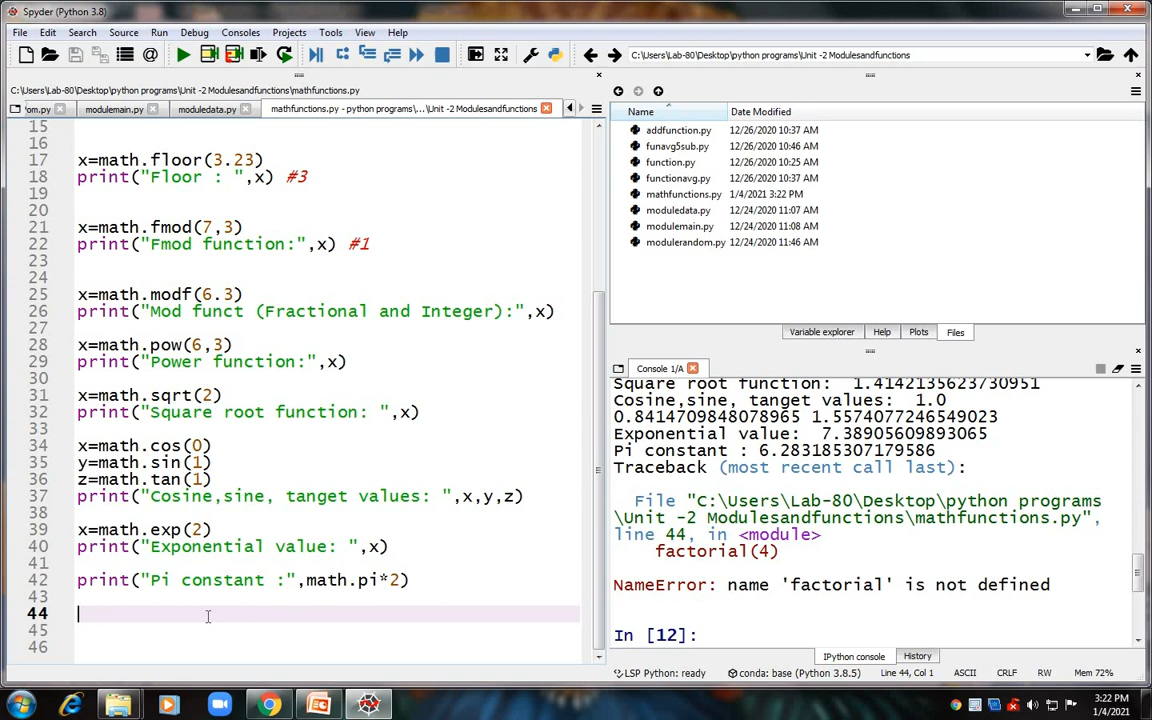 Spyder (Python 3.8)
File Edit Search Source Run Debug Consoles Projects Tools View Help
C:\Users\Lab-80\Desktop\python programs\Unit -2 Modulesandfunctions
C:\Users\Lab-80\Desktop\python programs\Unit -2 Modulesandfunctions\mathfunctions.py
om.py modulemain.py moduledata.py mathfunctions.py - python programs\...\Unit -2 Modulesandfunctions
15
16
17 x=math.floor(3.23)
18 print("Floor : ",x) #3
19
20
21 x=math.fmod(7,3)
22 print("Fmod function:",x) #1
23
24
25 x=math.modf(6.3)
26 print("Mod funct (Fractional and Integer):",x)
27
28 x=math.pow(6,3)
29 print("Power function:",x)
30
31 x=math.sqrt(2)
32 print("Square root function: ",x)
33
34 x=math.cos(0)
35 y=math.sin(1)
36 z=math.tan(1)
37 print("Cosine,sine, tanget values: ",x,y,z)
38
39 x=math.exp(2)
40 print("Exponential value: ",x)
41
42 print("Pi constant :",math.pi*2)
43
44
45
46
Name Date Modified
addfunction.py 12/26/2020 10:37 AM
funavg5sub.py 12/26/2020 10:46 AM
function.py 12/26/2020 10:25 AM
functionavg.py 12/26/2020 10:37 AM
mathfunctions.py 1/4/2021 3:22 PM
moduledata.py 12/24/2020 11:07 AM
modulemain.py 12/24/2020 11:08 AM
modulerandom.py 12/24/2020 11:46 AM
Variable explorer Help Plots Files
Console 1/A
Square root function:  1.4142135623730951
Cosine,sine, tanget values:  1.0
0.8414709848078965 1.5574077246549023
Exponential value:  7.38905609893065
Pi constant : 6.283185307179586
Traceback (most recent call last):
File "C:\Users\Lab-80\Desktop\python programs
\Unit -2 Modulesandfunctions\mathfunctions.py",
line 44, in <module>
factorial(4)
NameError: name 'factorial' is not defined
In [12]:
IPython console History
LSP Python: ready conda: base (Python 3.8.5) Line 44, Col 1 ASCII CRLF RW Mem 72%
3:22 PM
1/4/2021